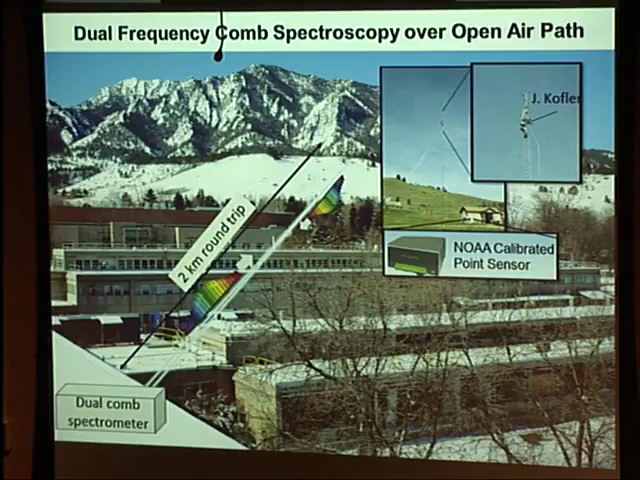 Dual Frequency Comb Spectroscopy over Open Air Path
J. Kofler
2 km round trip
NOAA Calibrated
Point Sensor
Dual comb
spectrometer